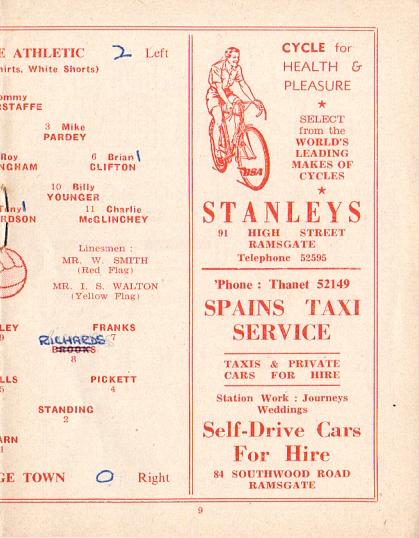 E ATHLETIC 2 Left
hirts, White Shorts)
ommy
RSTAFFE
3 Mike
PARDEY
Roy
NGHAM
6 Brian 1
CLIFTON
10 Billy
YOUNGER
Tony 1
RDSON
11 Charlie
McGLINCHEY
Linesmen :
MR. W. SMITH
(Red Flag)
MR. I. S. WALTON
(Yellow Flag)
LEY
9
FRANKS
7
RICHARDS
BROOKS
8
LLS
5
PICKETT
4
STANDING
2
ARN
1
GE TOWN 0 Right
CYCLE for
HEALTH &
PLEASURE
SELECT
from the
WORLD'S
LEADING
MAKES OF
CYCLES
BSA
STANLEYS
91 HIGH STREET
RAMSGATE
Telephone 52595
'Phone : Thanet 52149
SPAINS TAXI
SERVICE
TAXIS & PRIVATE
CARS FOR HIRE
Station Work : Journeys
Weddings
Self-Drive Cars
For Hire
84 SOUTHWOOD ROAD
RAMSGATE
9